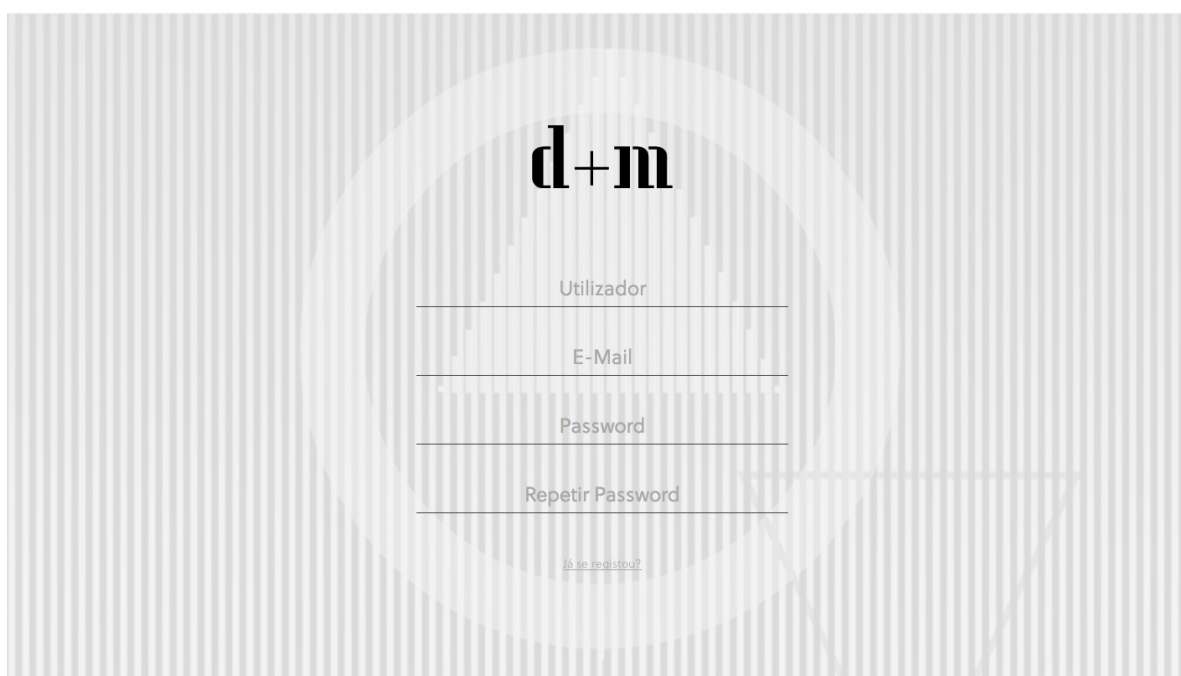 d+m
Utilizador
E-Mail
Password
Repetir Password
Já se registou?